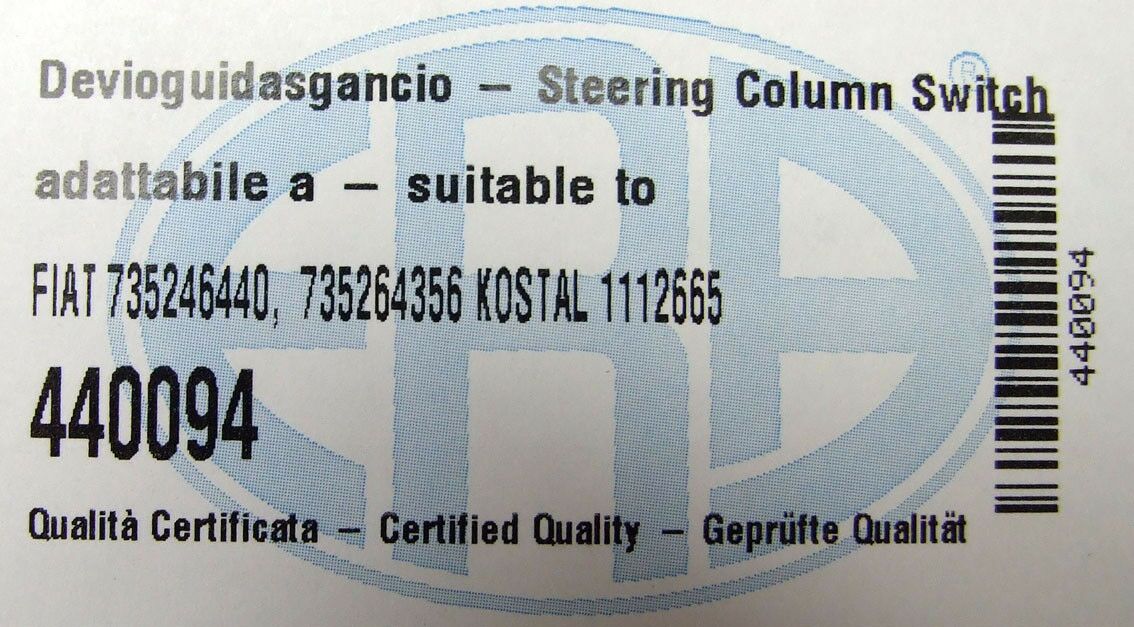 Devioguidasgancio – Steering Column Switch
adattabile a – suitable to
FIAT 735246440, 735264356 KOSTAL 1112665
440094
Qualità Certificata – Certified Quality – Geprüfte Qualität
440094
ERA ®